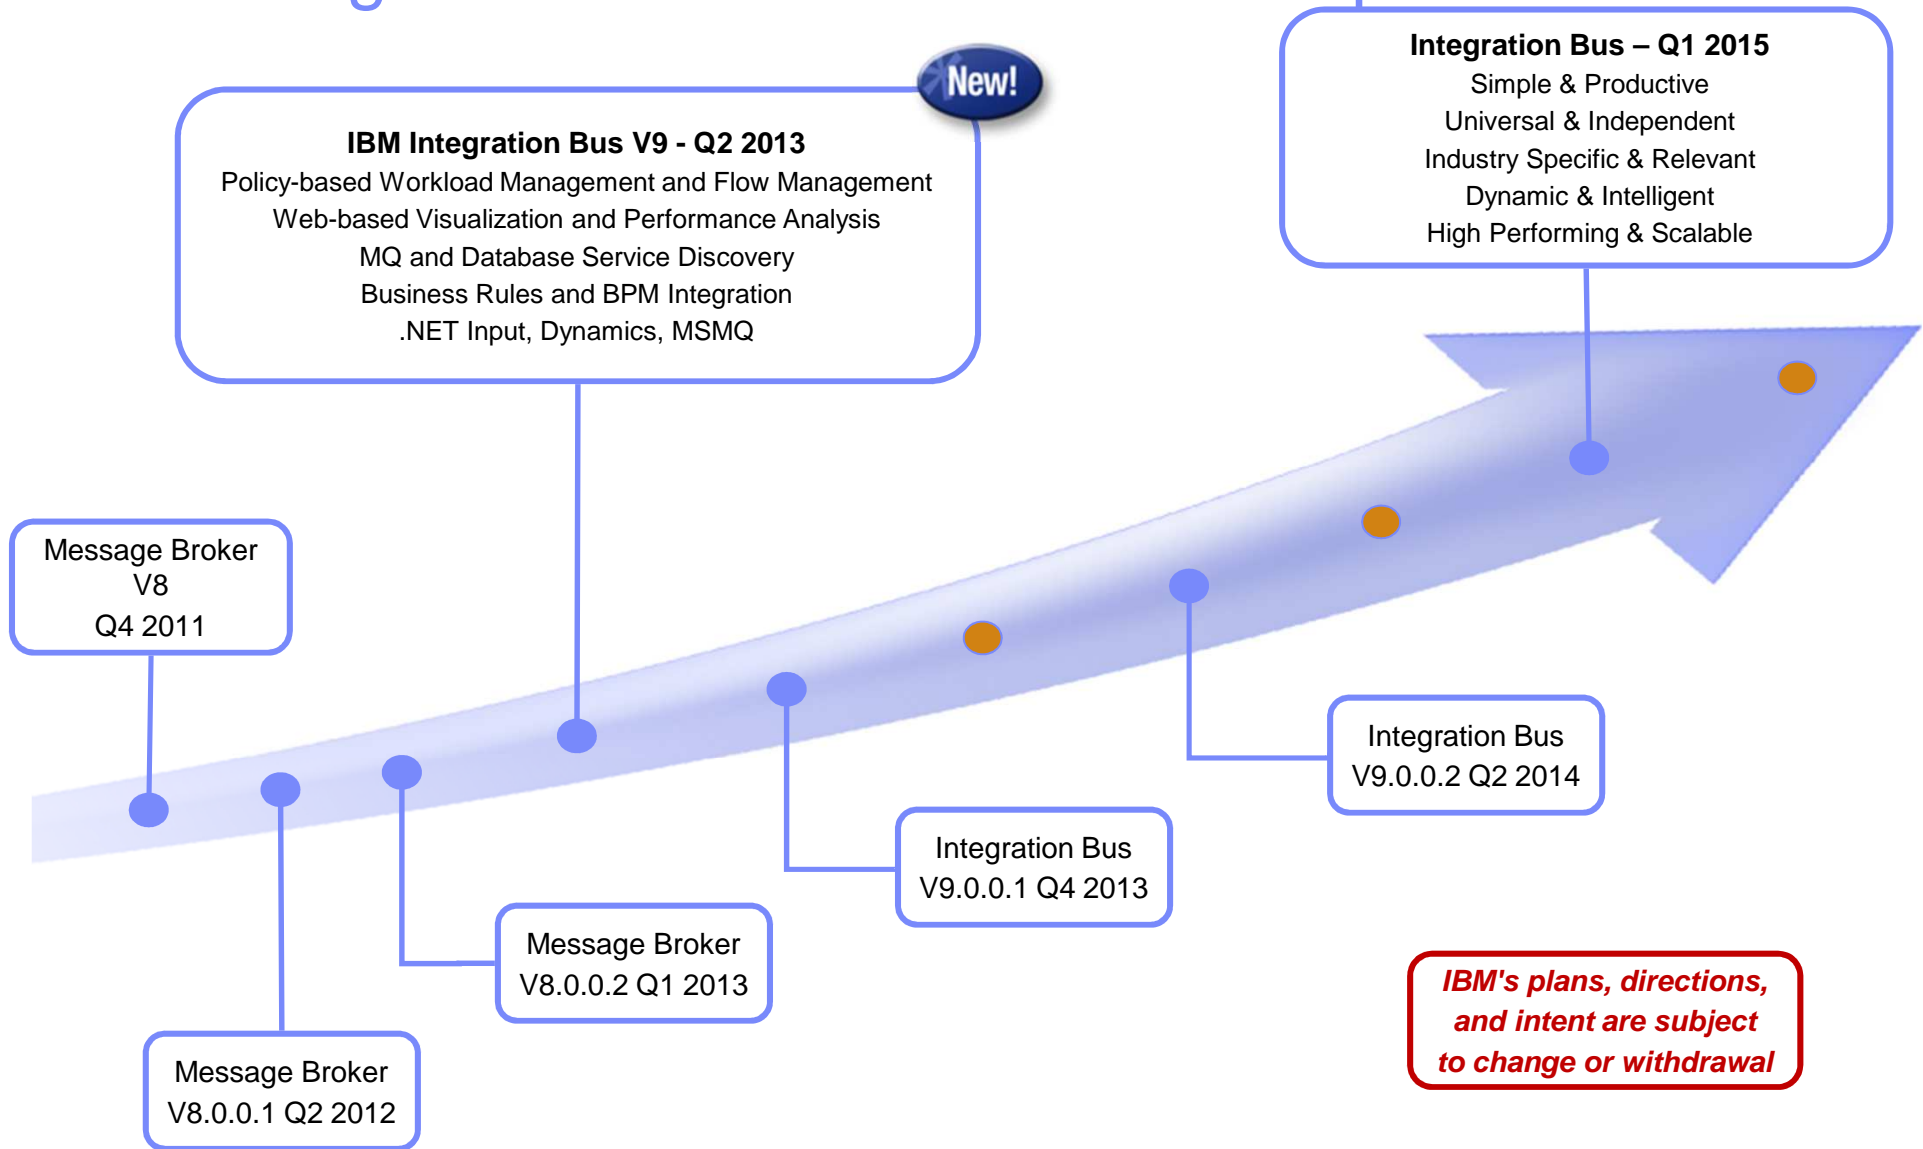 Integration Bus – Q1 2015
Simple & Productive
Universal & Independent
Industry Specific & Relevant
Dynamic & Intelligent
High Performing & Scalable
New!
IBM Integration Bus V9 - Q2 2013
Policy-based Workload Management and Flow Management
Web-based Visualization and Performance Analysis
MQ and Database Service Discovery
Business Rules and BPM Integration
.NET Input, Dynamics, MSMQ
Message Broker
V8
Q4 2011
Integration Bus
V9.0.0.2 Q2 2014
Integration Bus
V9.0.0.1 Q4 2013
Message Broker
V8.0.0.2 Q1 2013
Message Broker
V8.0.0.1 Q2 2012
IBM's plans, directions,
and intent are subject
to change or withdrawal